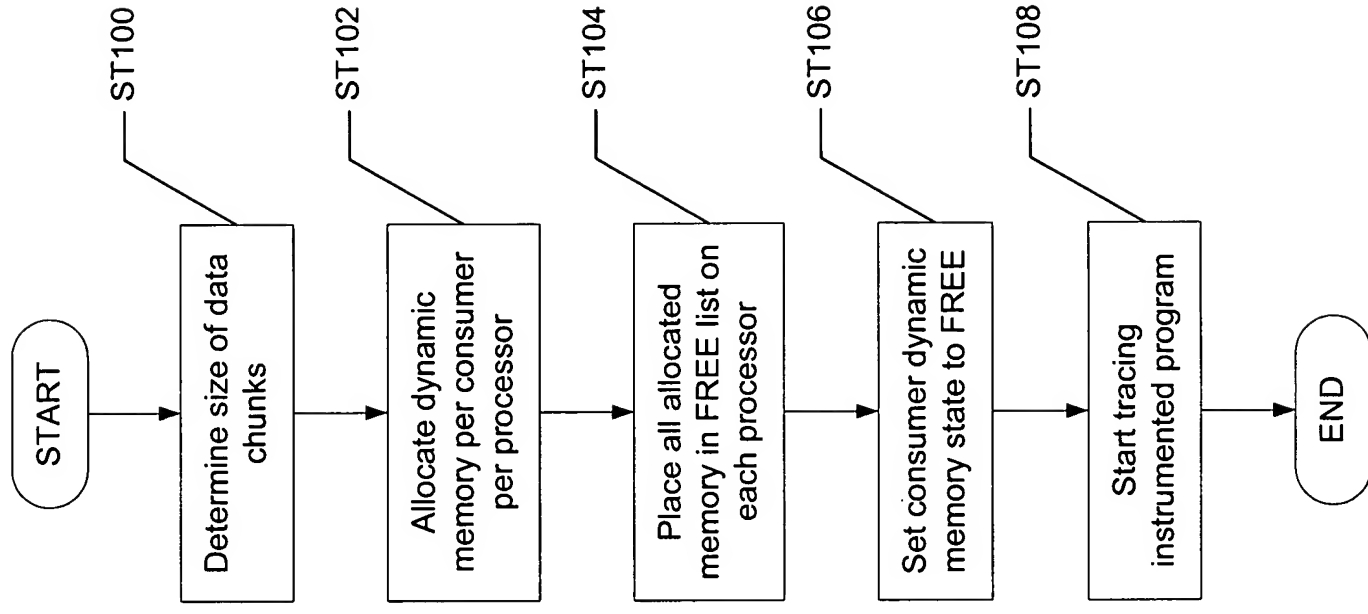 START
ST100
Determine size of data
chunks
ST102
Allocate dynamic
memory per consumer
per processor
ST104
Place all allocated
memory in FREE list on
each processor
ST106
Set consumer dynamic
memory state to FREE
ST108
Start tracing
instrumented program
END